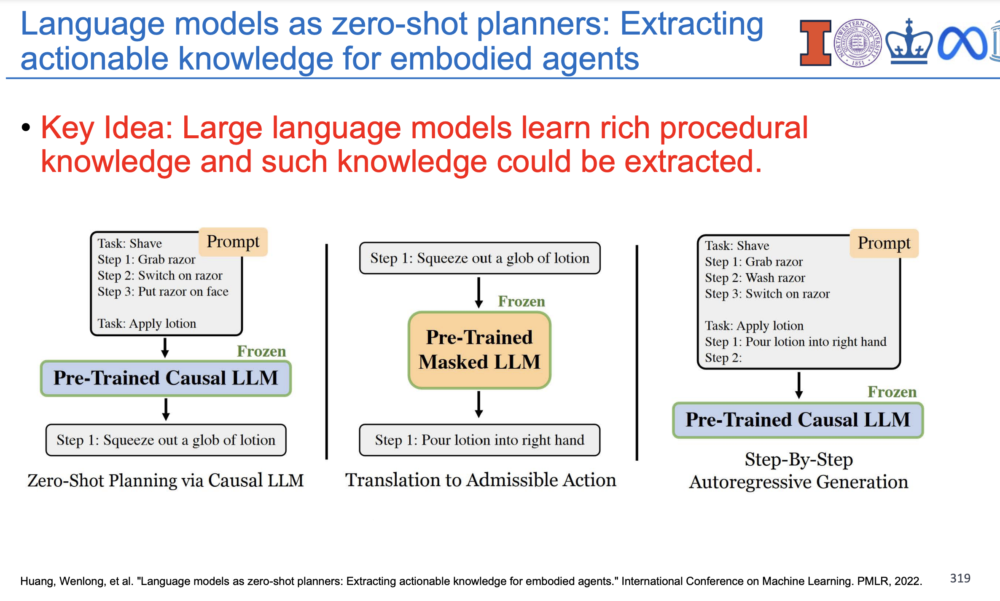 Language models as zero-shot planners: Extracting
actionable knowledge for embodied agents
NORTHWESTERN UNIVERSITY
QUAECUMQUE SUNT VERA
1851
• Key Idea: Large language models learn rich procedural
knowledge and such knowledge could be extracted.
Prompt
Task: Shave
Step 1: Grab razor
Step 2: Switch on razor
Step 3: Put razor on face
Task: Apply lotion
Frozen
Pre-Trained Causal LLM
Step 1: Squeeze out a glob of lotion
Zero-Shot Planning via Causal LLM
Step 1: Squeeze out a glob of lotion
Frozen
Pre-Trained
Masked LLM
Step 1: Pour lotion into right hand
Translation to Admissible Action
Prompt
Task: Shave
Step 1: Grab razor
Step 2: Wash razor
Step 3: Switch on razor
Task: Apply lotion
Step 1: Pour lotion into right hand
Step 2:
Frozen
Pre-Trained Causal LLM
Step-By-Step
Autoregressive Generation
Huang, Wenlong, et al. "Language models as zero-shot planners: Extracting actionable knowledge for embodied agents." International Conference on Machine Learning. PMLR, 2022.
319